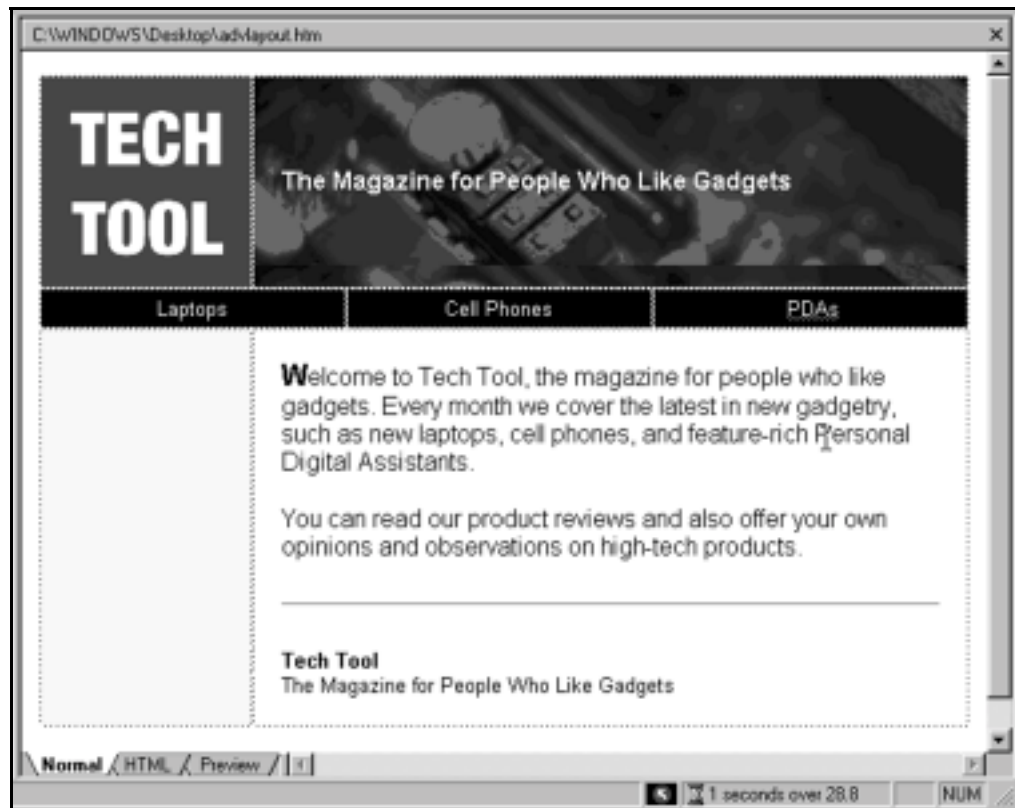 C:\WINDOWS\Desktop\advlayout.htm
TECH
TOOL
The Magazine for People Who Like Gadgets
Laptops
Cell Phones
PDAs
Welcome to Tech Tool, the magazine for people who like
gadgets. Every month we cover the latest in new gadgetry,
such as new laptops, cell phones, and feature-rich Personal
Digital Assistants.
You can read our product reviews and also offer your own
opinions and observations on high-tech products.
Tech Tool
The Magazine for People Who Like Gadgets
Normal / HTML / Preview /
1 seconds over 28.8
NUM